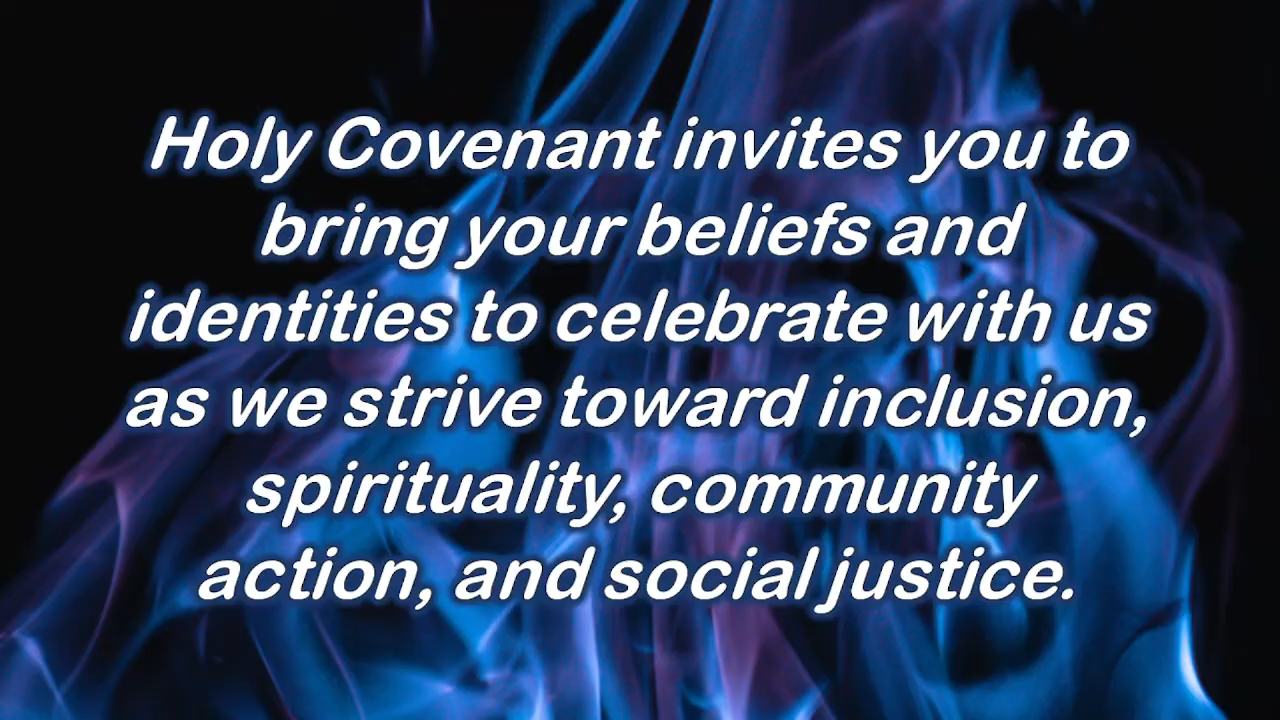 Holy Covenant invites you to
bring your beliefs and
identities to celebrate with us
as we strive toward inclusion,
spirituality, community
action, and social justice.